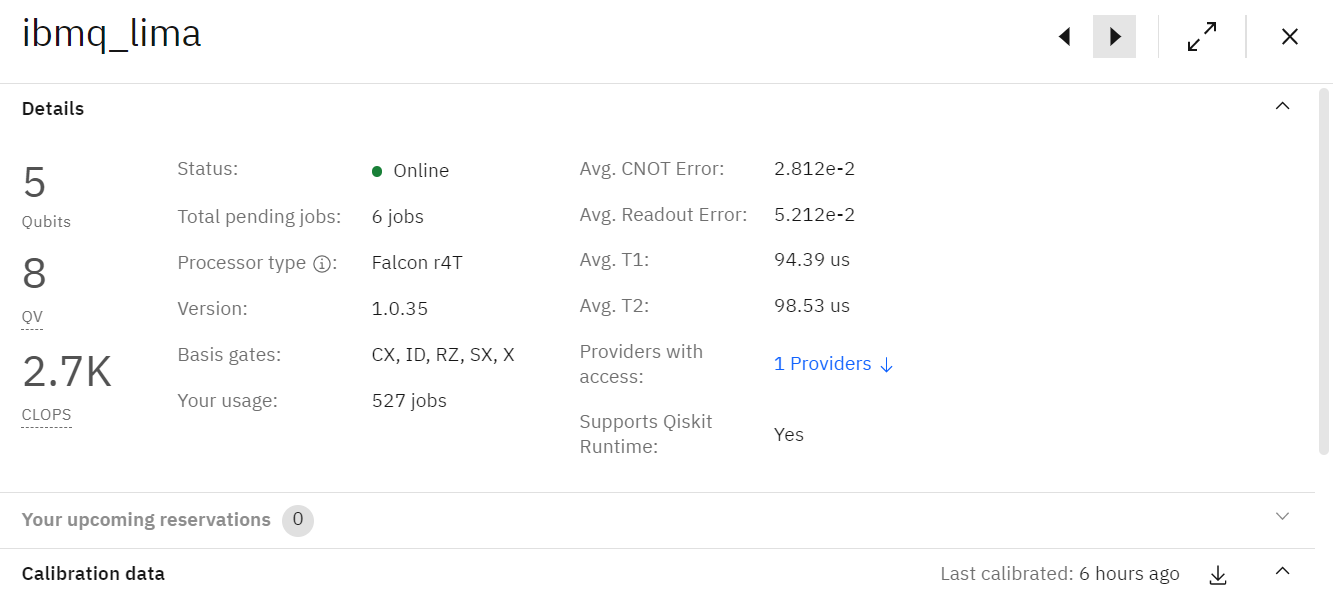 ibmq_lima
Details
5
Qubits
8
QV
2.7K
CLOPS
Status: Online
Total pending jobs: 6 jobs
Processor type : Falcon r4T
Version: 1.0.35
Basis gates: CX, ID, RZ, SX, X
Your usage: 527 jobs
Avg. CNOT Error: 2.812e-2
Avg. Readout Error: 5.212e-2
Avg. T1: 94.39 us
Avg. T2: 98.53 us
Providers with
access: 1 Providers ↓
Supports Qiskit
Runtime: Yes
Your upcoming reservations 0
Calibration data Last calibrated: 6 hours ago